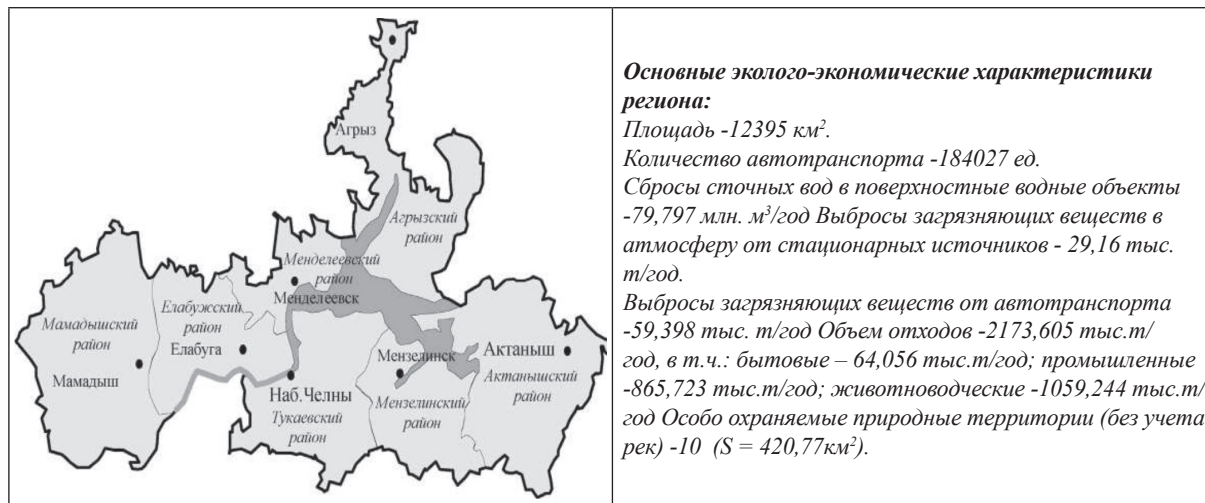 Агрыз
Агрызский
район
Менделеевский
район
Менделеевск
Елабужский
район
Елабуга
Мамадышский
район
Мамадыш
Мензелинск
Актаныш
Актанышский
район
Наб.Челны
Тукаевский
район
Мензелинский
район
Основные эколого-экономические характеристики
региона:
Площадь -12395 км².
Количество автотранспорта -184027 ед.
Сбросы сточных вод в поверхностные водные объекты
-79,797 млн. м³/год Выбросы загрязняющих веществ в
атмосферу от стационарных источников - 29,16 тыс.
т/год.
Выбросы загрязняющих веществ от автотранспорта
-59,398 тыс. т/год Объем отходов -2173,605 тыс.т/
год, в т.ч.: бытовые – 64,056 тыс.т/год; промышленные
-865,723 тыс.т/год; животноводческие -1059,244 тыс.т/
год Особо охраняемые природные территории (без учета
рек) -10 (S = 420,77км²).